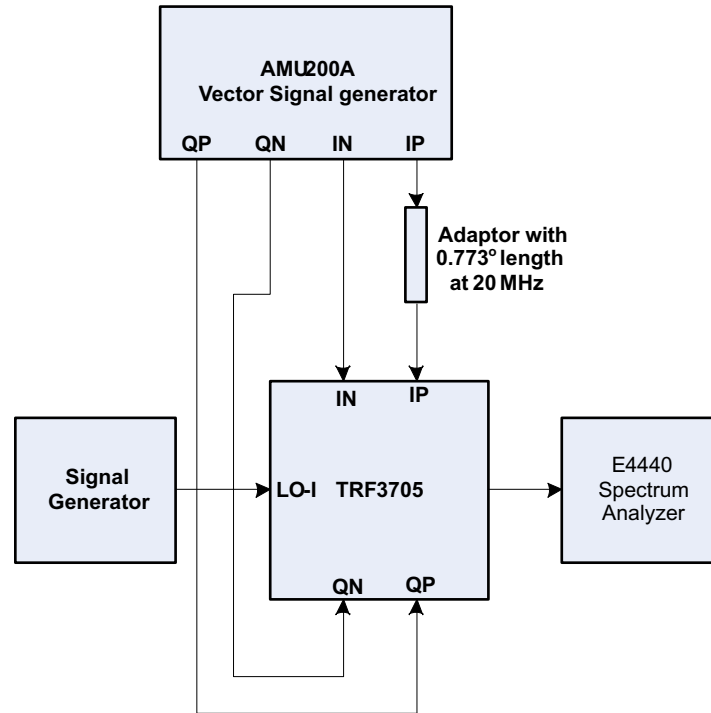 AMU200A
Vector Signal generator
QP QN IN IP
Adaptor with
0.773° length
at 20 MHz
IN IP
Signal
Generator
LO-I TRF3705
E4440
Spectrum
Analyzer
QN QP